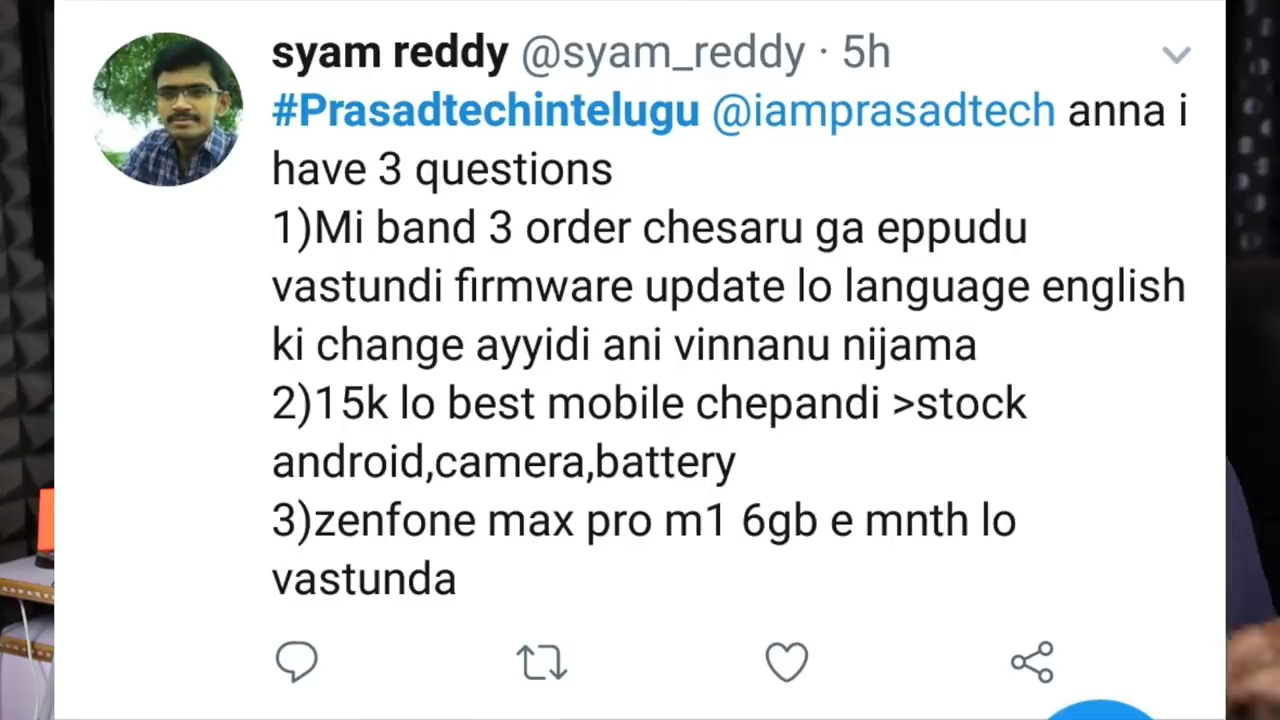 syam reddy @syam_reddy · 5h
#Prasadtechintelugu @iamprasadtech anna i
have 3 questions
1)Mi band 3 order chesaru ga eppudu
vastundi firmware update lo language english
ki change ayyidi ani vinnanu nijama
2)15k lo best mobile chepandi >stock
android,camera,battery
3)zenfone max pro m1 6gb e mnth lo
vastunda